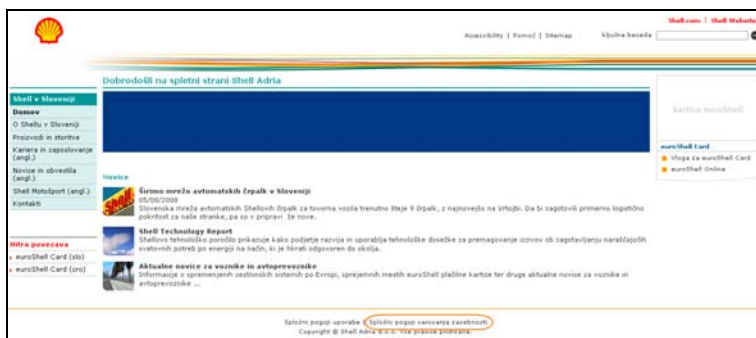 Shell.com | Shell Websites
Accessibility | Pomoč | Sitemap
ključna beseda
Dobrodošli na spletni strani Shell Adria
Shell v Sloveniji
Domov
O Shellu v Sloveniji
Proizvodi in storitve
Kariera in zaposlovanje
(angl.)
Novice in obvestila
(angl.)
Shell MotoŠport (angl.)
Kontakti
Hitra povezava
euroShell Card (slo)
euroShell Card (cro)
Novice
Širimo mrežo avtomatskih črpalk v Sloveniji
05/08/2008
Slovenska mreža avtomatskih Shellovih črpalk za tovorna vozila trenutno šteje 9 črpalk, z najnovejšo na Vrtojbi. Da bi zagotovili primerno logistično
pokritost za naše stranke, pa so v pripravi že nove.
Shell Technology Report
Shellovo tehnološko poročilo prikazuje kako podjetje razvija in uporablja tehnološke dosežke za premagovanje izzivov ob zagotavljanju naraščajočih
svetovnih potreb po energiji na način, ki je hkrati odgovoren do okolja.
Aktualne novice za voznike in avtoprevoznike
Informacije o spremenjenih cestninskih sistemih po Evropi, sprejemnih mestih euroShell plačilne kartice ter druge aktualne novice za voznike in
avtoprevoznike ...
kartica euroShell
euroShell Card
Vloga za euroShell Card
euroShell Online
Splošni pogoji uporabe | Splošni pogoji varovanja zasebnosti
Copyright © Shell Adria d.o.o. Vse pravice pridržane.